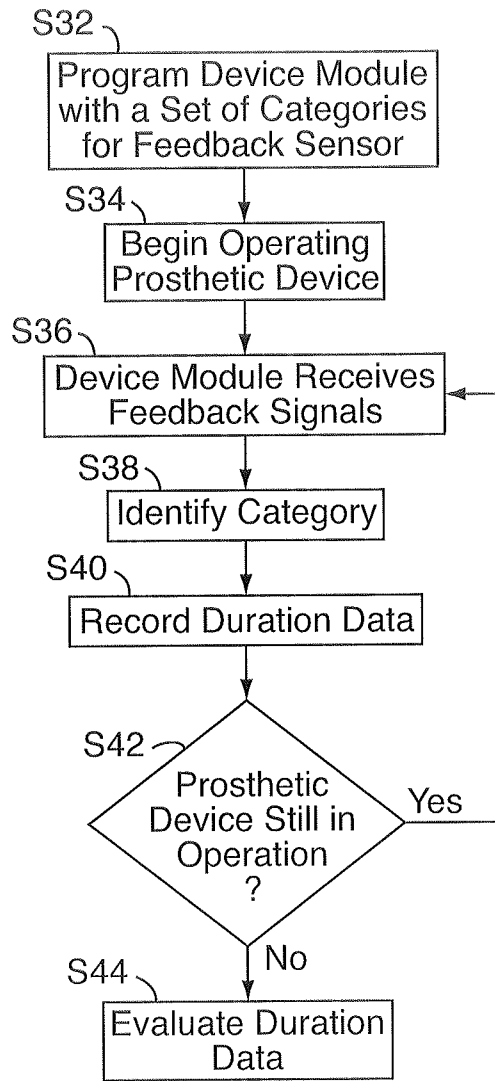 S32
Program Device Module
with a Set of Categories
for Feedback Sensor
S34
Begin Operating
Prosthetic Device
S36
Device Module Receives
Feedback Signals
S38
Identify Category
S40
Record Duration Data
S42
Prosthetic
Device Still in
Operation
?
Yes
No
S44
Evaluate Duration
Data